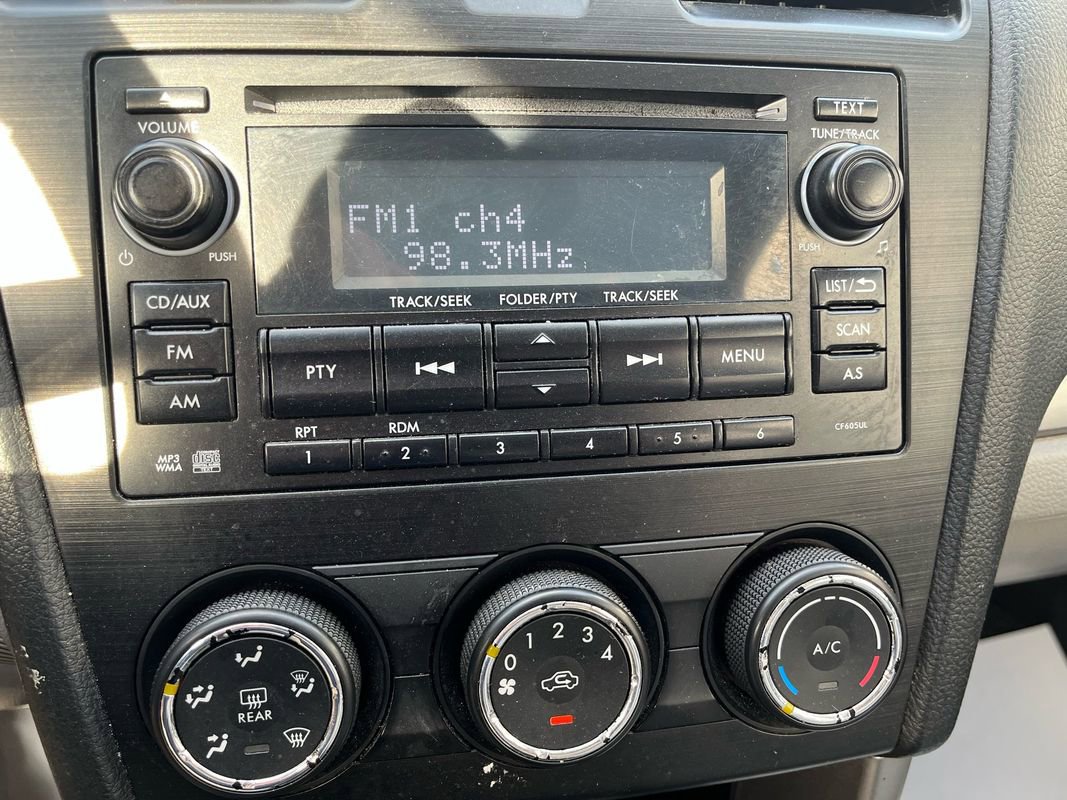 VOLUME
TEXT
TUNE/TRACK
FM1 ch4
98.3MHz
PUSH
PUSH
TRACK/SEEK FOLDER/PTY TRACK/SEEK
CD/AUX
FM
AM
PTY
MENU
LIST/
SCAN
A.S
RPT RDM
1 2 3 4 5 6
MP3
WMA
disc
TEXT
CF605UL
REAR
0 1 2 3 4
A/C